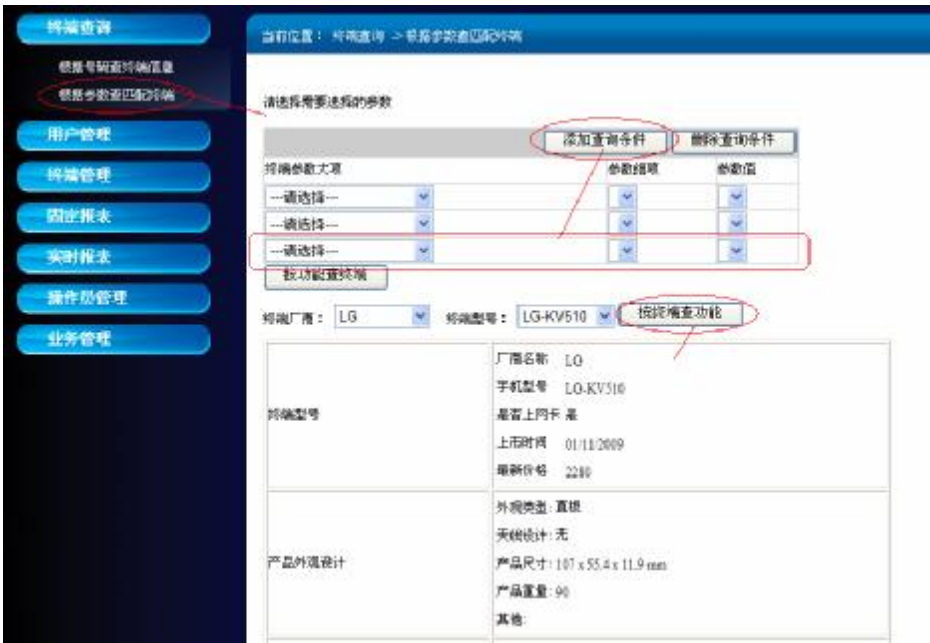 终端查询
根据号码查终端信息
根据参数查匹配终端
用户管理
终端管理
固定报表
实时报表
操作员管理
业务管理
当前位置： 终端查询 -> 根据参数查匹配终端
请选择需要选择的参数
添加查询条件 删除查询条件
终端参数大项 参数细项 参数值
---请选择---
---请选择---
---请选择---
按功能查终端
终端厂商： LG 终端型号： LG-KV510 按终端查功能
终端型号
厂商名称 LG
手机型号 LG-KV510
是否上网卡 是
上市时间 01/11/2009
最新价格 2280
产品外观设计
外观类型: 直板
天线设计: 无
产品尺寸: 107 x 55.4 x 11.9 mm
产品重量: 90
其他: